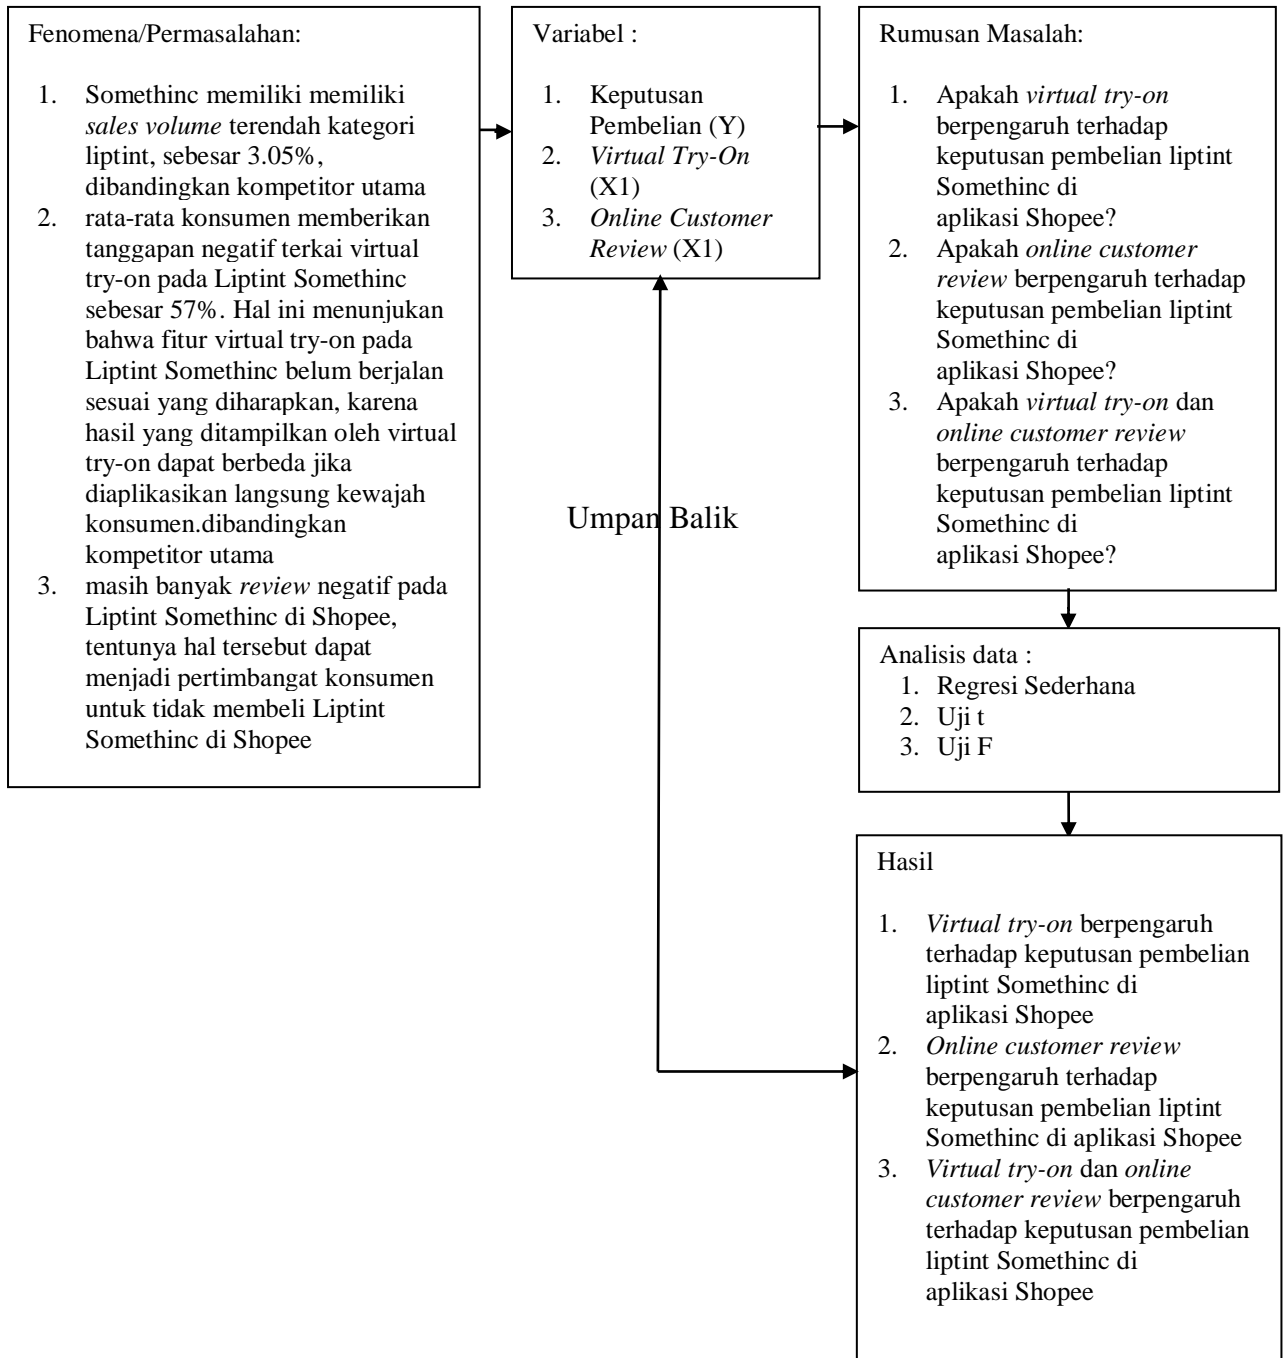 Fenomena/Permasalahan:
1. Somethinc memiliki memiliki
sales volume terendah kategori
liptint, sebesar 3.05%,
dibandingkan kompetitor utama
2. rata-rata konsumen memberikan
tanggapan negatif terkai virtual
try-on pada Liptint Somethinc
sebesar 57%. Hal ini menunjukan
bahwa fitur virtual try-on pada
Liptint Somethinc belum berjalan
sesuai yang diharapkan, karena
hasil yang ditampilkan oleh virtual
try-on dapat berbeda jika
diaplikasikan langsung kewajah
konsumen.dibandingkan
kompetitor utama
3. masih banyak review negatif pada
Liptint Somethinc di Shopee,
tentunya hal tersebut dapat
menjadi pertimbangat konsumen
untuk tidak membeli Liptint
Somethinc di Shopee
Variabel :
1. Keputusan
Pembelian (Y)
2. Virtual Try-On
(X1)
3. Online Customer
Review (X1)
Rumusan Masalah:
1. Apakah virtual try-on
berpengaruh terhadap
keputusan pembelian liptint
Somethinc di
aplikasi Shopee?
2. Apakah online customer
review berpengaruh terhadap
keputusan pembelian liptint
Somethinc di
aplikasi Shopee?
3. Apakah virtual try-on dan
online customer review
berpengaruh terhadap
keputusan pembelian liptint
Somethinc di
aplikasi Shopee?
Umpan Balik
Analisis data :
1. Regresi Sederhana
2. Uji t
3. Uji F
Hasil
1. Virtual try-on berpengaruh
terhadap keputusan pembelian
liptint Somethinc di
aplikasi Shopee
2. Online customer review
berpengaruh terhadap
keputusan pembelian liptint
Somethinc di aplikasi Shopee
3. Virtual try-on dan online
customer review berpengaruh
terhadap keputusan pembelian
liptint Somethinc di
aplikasi Shopee